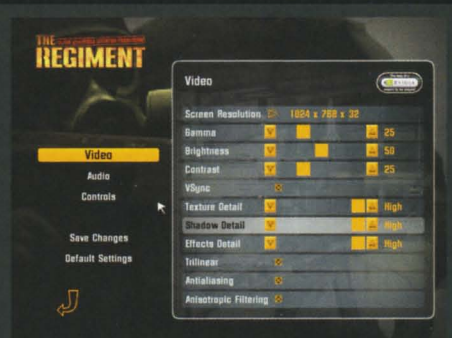 THE
REGIMENT
Video
Audio
Controls
Save Changes
Default Settings
Video
Screen Resolution 1024 x 768 x 32
Gamma 25
Brightness 50
Contrast 25
VSync
Texture Detail High
Shadow Detail High
Effects Detail High
Trilinear
Antialiasing
Anisotropic Filtering